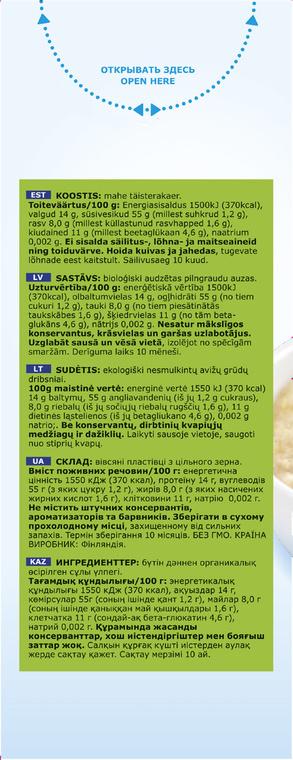 ОТКРЫВАТЬ ЗДЕСЬ
OPEN HERE
EST KOOSTIS: mahe täisterakaer.
Toiteväärtus/100 g: Energiasisaldus 1500kJ (370kcal),
valgud 14 g, süsivesikud 55 g (millest suhkrud 1,2 g),
rasv 8,0 g (millest küllastunud rasvhapped 1,6 g),
kiudained 11 g (millest beetaglükaan 4,6 g), naatrium
0,002 g. Ei sisalda säilitus-, lõhna- ja maitseaineid
ning toiduvärve. Hoida kuivas ja jahedas, tugevate
lõhnade eest kaitstult. Säilivusaeg 10 kuud.
LV SASTĀVS: bioloģiski audzētas pilngraudu auzas.
Uzturvērtība/100 g: enerģētiskā vērtība 1500kJ
(370kcal), olbaltumvielas 14 g, ogļhidrāti 55 g (no tiem
cukuri 1,2 g), tauki 8,0 g (no tiem piesātinātās
taukskābes 1,6 g), šķiedrvielas 11 g (no tām beta-
glukāns 4,6 g), nātrijs 0,002 g. Nesatur mākslīgos
konservantus, krāsvielas un garšas uzlabotājus.
Uzglabāt sausā un vēsā vietā, izolējot no specīgām
smaržām. Derīguma laiks 10 mēneši.
LT SUDĖTIS: ekologiški nesmulkintų avižų grūdų
dribsniai.
100g maistinė vertė: energinė vertė 1550 kJ (370 kcal)
14 g baltymų, 55 g angliavandenių (iš jų 1,2 g cukraus),
8,0 g riebalų (iš jų sočiųjų riebalų rugščių 1,6 g), 11 g
dietinės ląstelienos (iš jų betagliukano 4,6 g), 0,002 g
natrio;. Be konservantų, dirbtinių kvapiųjų
medžiagų ir dažiklių. Laikyti sausoje vietoje, saugoti
nuo stiprių kvapų.
UA СКЛАД: вівсяні пластівці з цільного зерна.
Вміст поживних речовин/100 г: енергетична
цінність 1550 кДж (370 ккал), протеїну 14 г, вуглеводів
55 г (з яких цукру 1,2 г), жирів 8,0 г (з яких насичених
жирних кислот 1,6 г), клітковини 11 г, натрію 0,002 г.
Не містить штучних консервантів,
ароматизаторів та барвників. Зберігати в сухому
прохолодному місці, захищенному від сильних
запахів. Термін зберігання 10 місяців. БЕЗ ГМО. КРАЇНА
ВИРОБНИК: Фінляндія.
KAZ ИНГРЕДИЕНТТЕР: бүтін дәннен органикалық
өсірілген сұлы үлпегі.
Тағамдық құндылығы/100 г: энергетикалық
құндылығы 1550 кДж (370 ккал), ақуыздар 14 г,
көмірсулар 55г (соның ішінде қант 1,2 г), майлар 8,0 г
(соның ішінде қаныққан май қышқылдары 1,6 г),
клетчатка 11 г (сондай-ақ бета-глюкатин 4,6 г),
натрий 0,002 г. Құрамында жасанды
консерванттар, хош иістендіргіштер мен бояғыш
заттар жоқ. Салқын құрғақ күшті иістерден аулақ
жерде сақтау қажет. Сақтау мерзімі 10 ай.